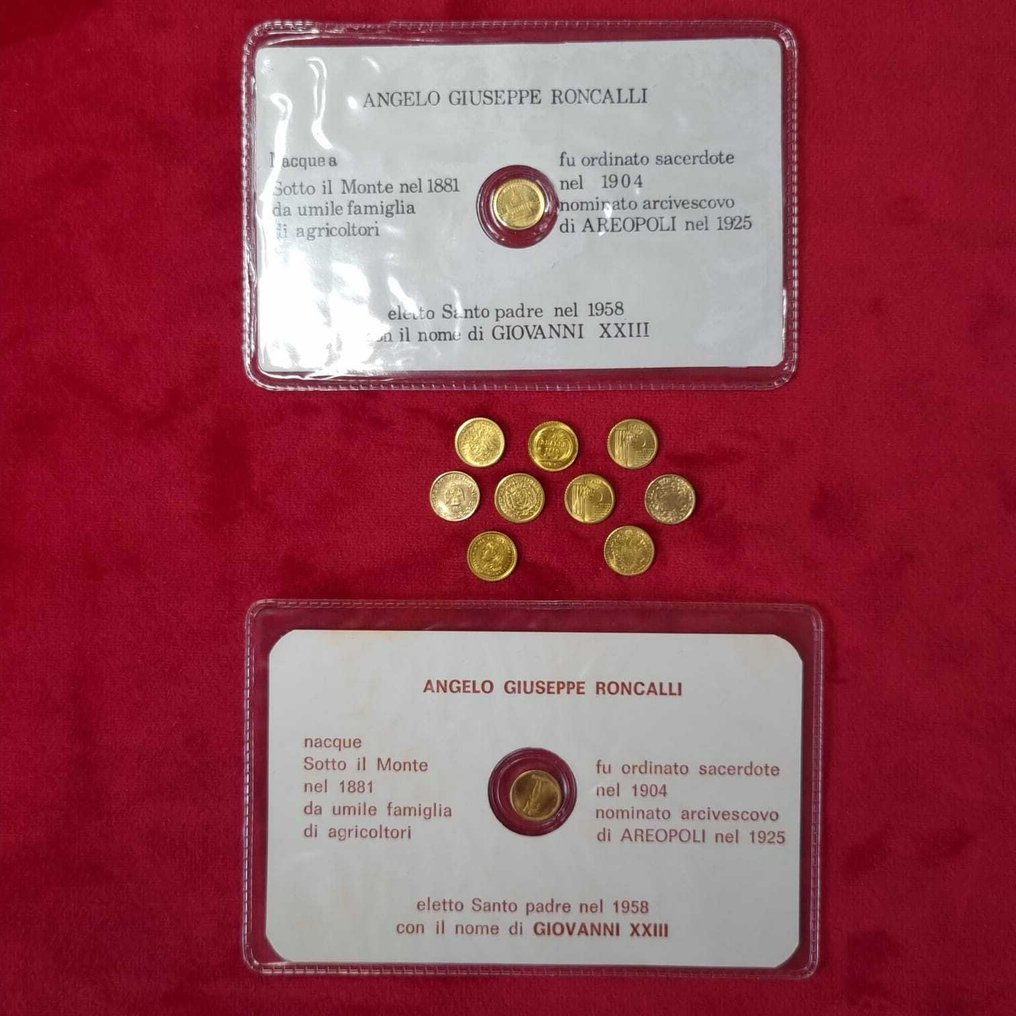 ANGELO GIUSEPPE RONCALLI
Nacque a
Sotto il Monte nel 1881
da umile famiglia
di agricoltori
fu ordinato sacerdote
nel 1904
nominato arcivescovo
di AREOPOLI nel 1925
eletto Santo padre nel 1958
con il nome di GIOVANNI XXIII
ANGELO GIUSEPPE RONCALLI
nacque
Sotto il Monte
nel 1881
da umile famiglia
di agricoltori
fu ordinato sacerdote
nel 1904
nominato arcivescovo
di AREOPOLI nel 1925
eletto Santo padre nel 1958
con il nome di GIOVANNI XXIII